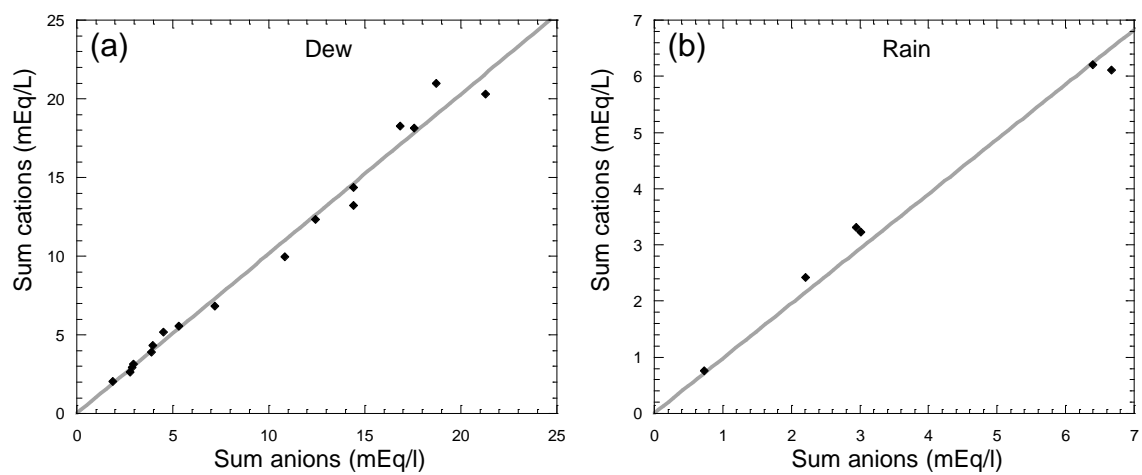 (a) Dew
25
20
15
10
5
0
0 5 10 15 20 25
Sum cations (mEq/L)
Sum anions (mEq/l)
(b) Rain
7
6
5
4
3
2
1
0
0 1 2 3 4 5 6 7
Sum cations (mEq/L)
Sum anions (mEq/l)